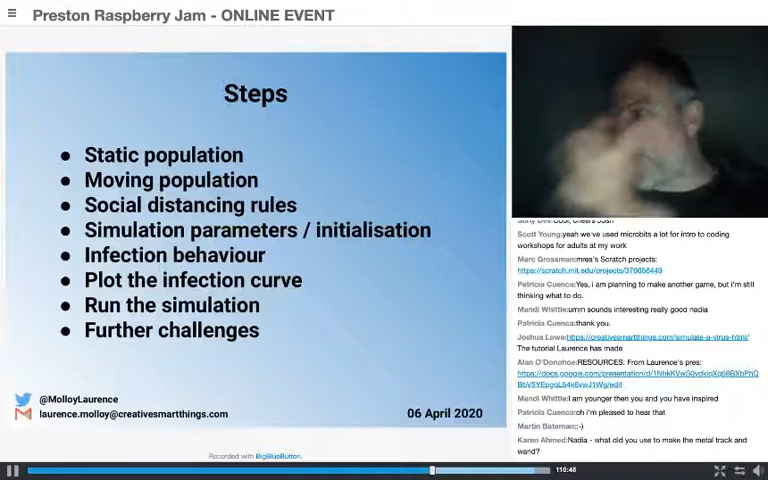 Preston Raspberry Jam - ONLINE EVENT
Steps
● Static population
● Moving population
● Social distancing rules
● Simulation parameters / initialisation
● Infection behaviour
● Plot the infection curve
● Run the simulation
● Further challenges
@MolloyLaurence
laurence.molloy@creativesmartthings.com
06 April 2020
Recorded with BigBlueButton.
Scott Young:yeah we've used microbits a lot for intro to coding
workshops for adults at my work
Marc Grossman:mres's Scratch projects:
https://scratch.mit.edu/projects/376656449
Patricia Cuenca:Yes, i am planning to make another game, but i'm still
thinking what to do.
Mandi Whittle:umm sounds interesting really good nadia
Patricia Cuenca:thank you.
Joshua Lowe:https://creativesmartthings.com/simulate-a-virus-html/
The tutorial Laurence has made
Alan O'Donohoe:RESOURCES: From Laurence's pres:
Mandi Whittle:I am younger then you and you have inspired
Patricia Cuenca:oh i'm pleased to hear that
Martin Bateman::-)
Karen Ahmed:Nadia - what did you use to make the metal track and
wand?
110:48